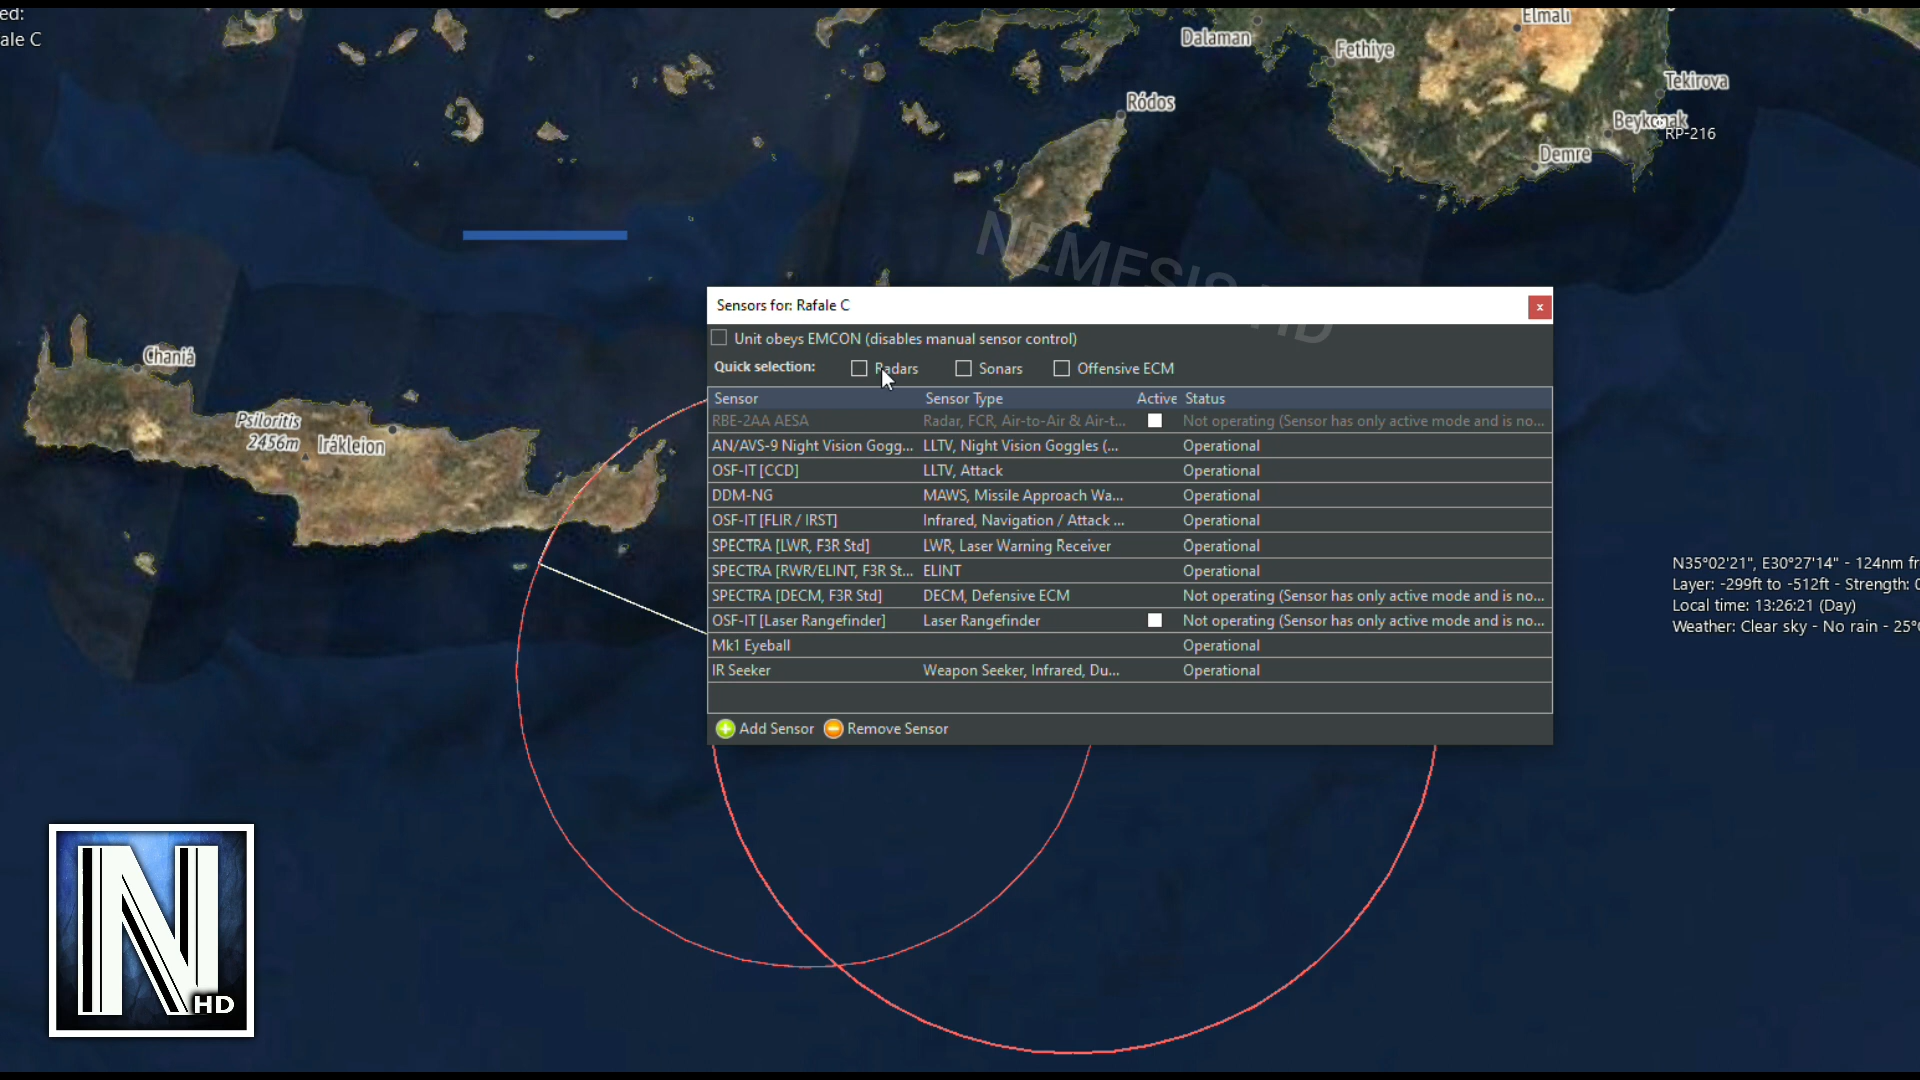 ed:
ale C
Elmali
Dalaman
Fethiye
Tekirova
Ródos
Beykonak
RP-216
Demre
NEMESIS HD
Chaniá
Psiloritis
2456m
Irákleion
Sensors for: Rafale C
x
Unit obeys EMCON (disables manual sensor control)
Quick selection: Radars Sonars Offensive ECM
Sensor Sensor Type Active Status
RBE-2AA AESA Radar, FCR, Air-to-Air & Air-t... Not operating (Sensor has only active mode and is no...
AN/AVS-9 Night Vision Gogg... LLTV, Night Vision Goggles (... Operational
OSF-IT [CCD] LLTV, Attack Operational
DDM-NG MAWS, Missile Approach Wa... Operational
OSF-IT [FLIR / IRST] Infrared, Navigation / Attack ... Operational
SPECTRA [LWR, F3R Std] LWR, Laser Warning Receiver Operational
SPECTRA [RWR/ELINT, F3R St... ELINT Operational
SPECTRA [DECM, F3R Std] DECM, Defensive ECM Not operating (Sensor has only active mode and is no...
OSF-IT [Laser Rangefinder] Laser Rangefinder Not operating (Sensor has only active mode and is no...
Mk1 Eyeball Operational
IR Seeker Weapon Seeker, Infrared, Du... Operational
Add Sensor Remove Sensor
N35°02'21", E30°27'14" - 124nm fr
Layer: -299ft to -512ft - Strength: 0
Local time: 13:26:21 (Day)
Weather: Clear sky - No rain - 25°
N HD